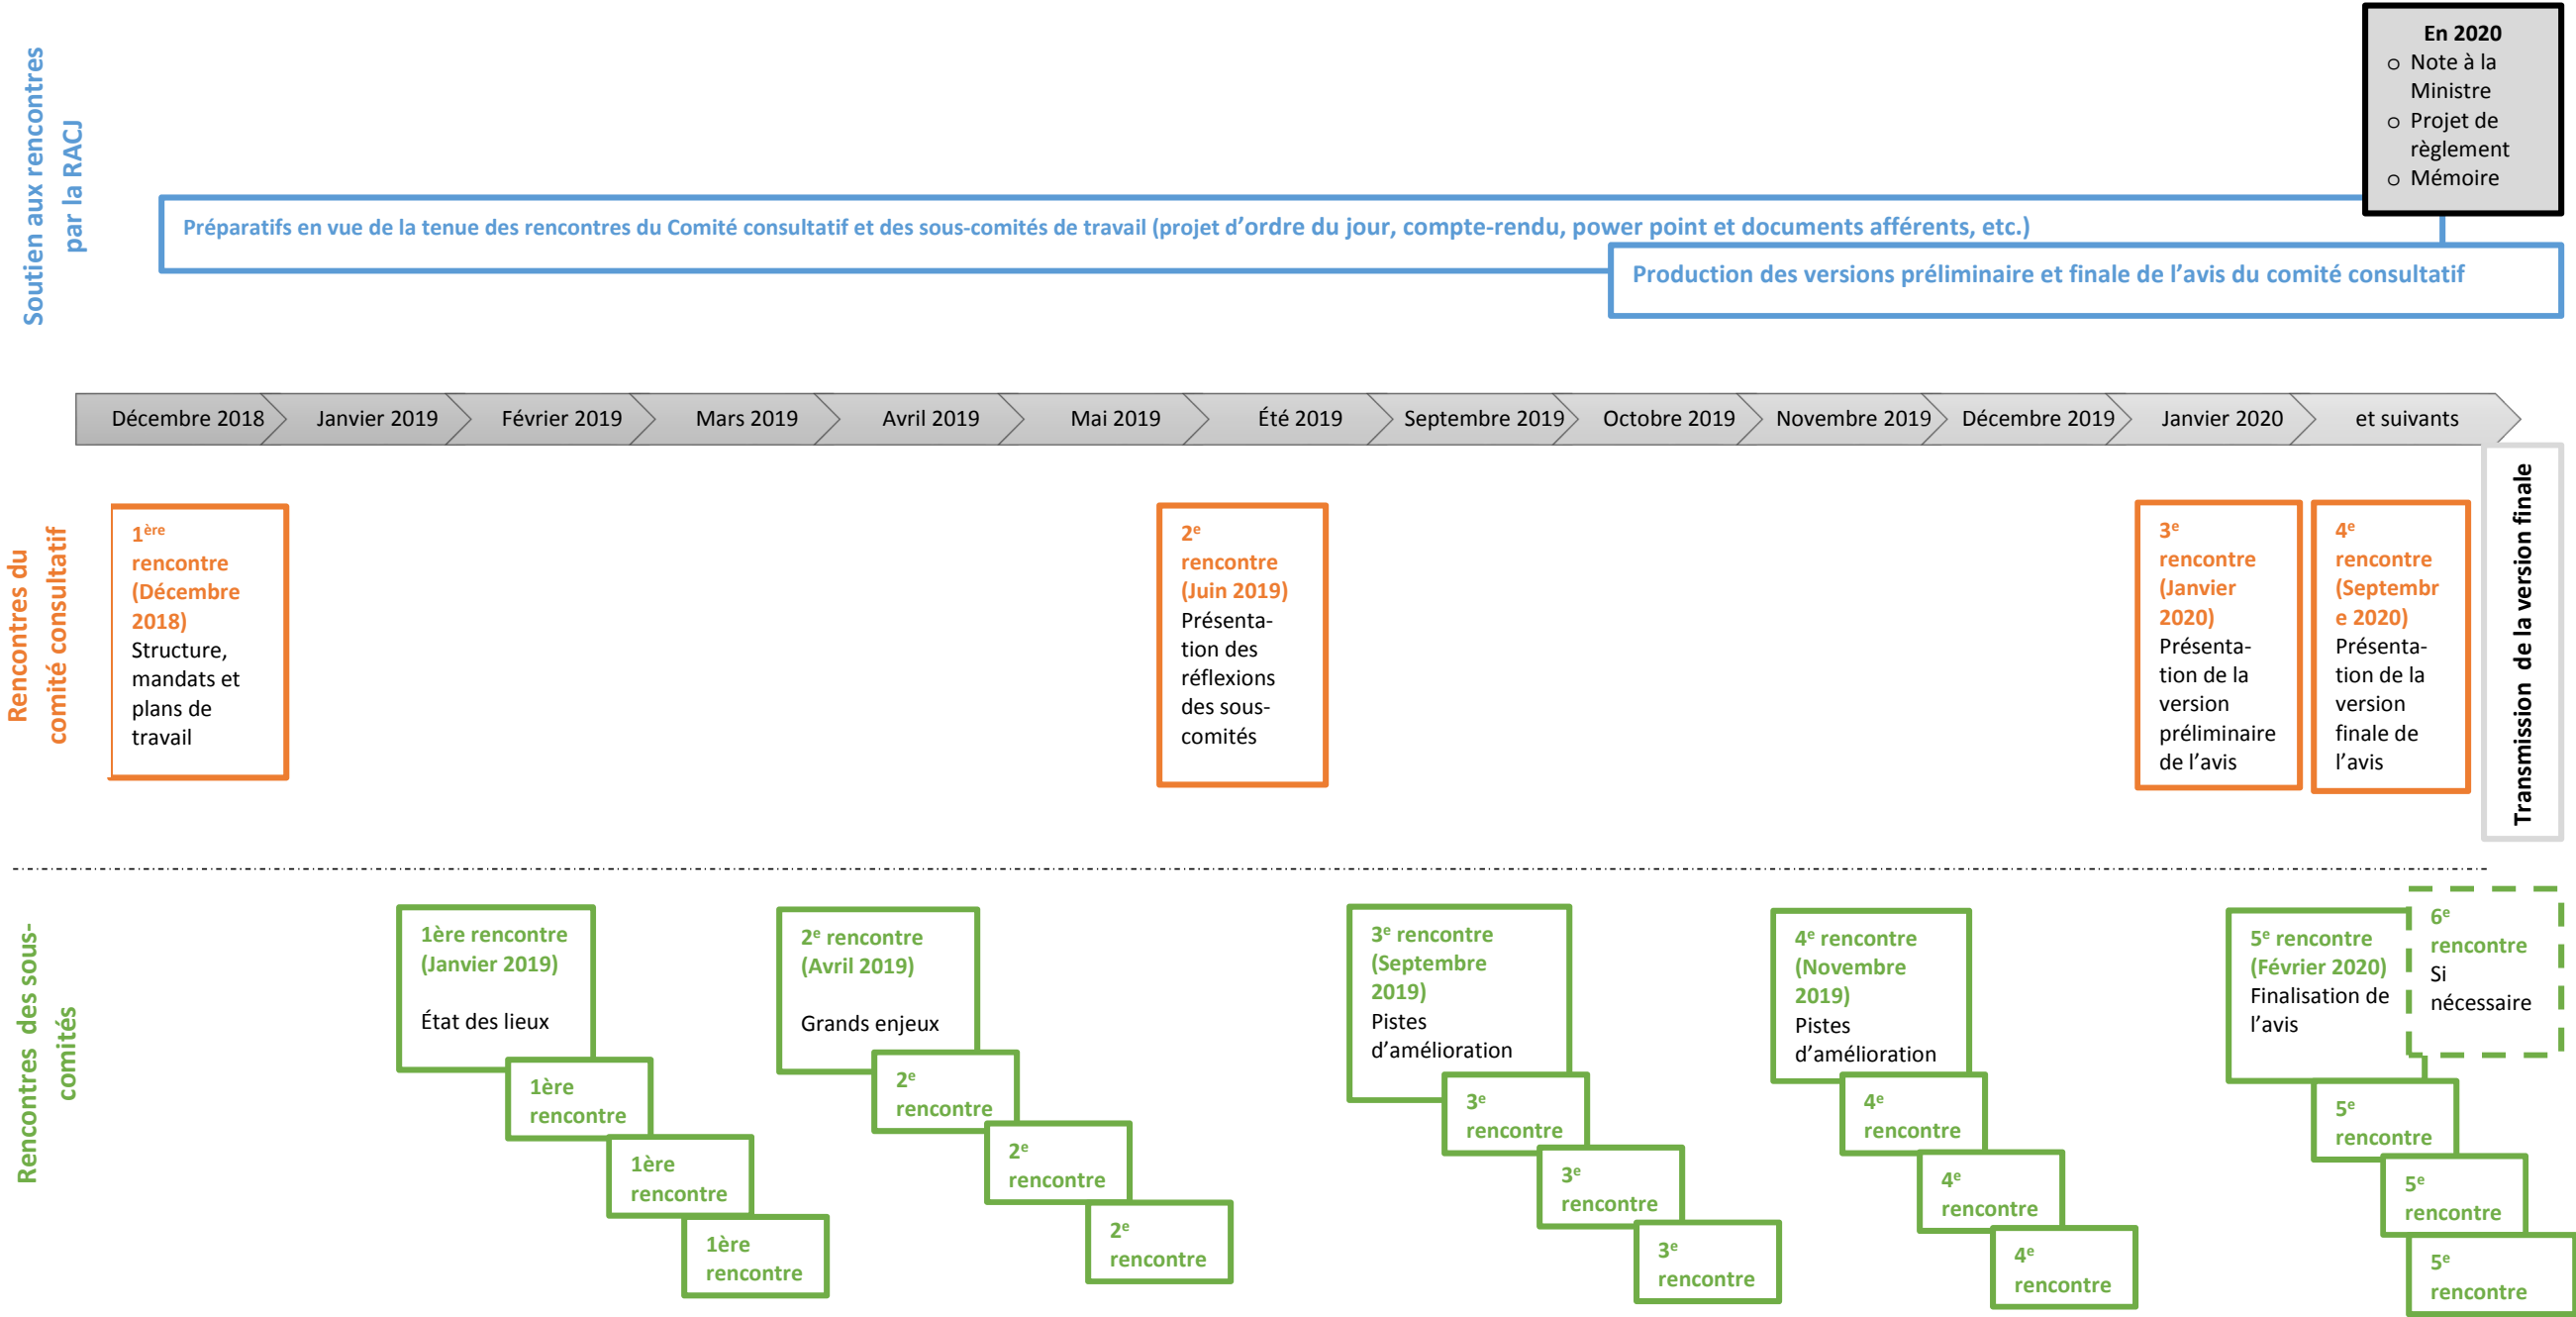 En 2020
o Note à la
Ministre
o Projet de
règlement
o Mémoire
Soutien aux rencontres
par la RACJ
Préparatifs en vue de la tenue des rencontres du Comité consultatif et des sous-comités de travail (projet d'ordre du jour, compte-rendu, power point et documents afférents, etc.)
Production des versions préliminaire et finale de l'avis du comité consultatif
Décembre 2018
Janvier 2019
Février 2019
Mars 2019
Avril 2019
Mai 2019
Été 2019
Septembre 2019
Octobre 2019
Novembre 2019
Décembre 2019
Janvier 2020
et suivants
Rencontres du
comité consultatif
1ère
rencontre
(Décembre
2018)
Structure,
mandats et
plans de
travail
2e
rencontre
(Juin 2019)
Présenta-
tion des
réflexions
des sous-
comités
3e
rencontre
(Janvier
2020)
Présenta-
tion de la
version
préliminaire
de l'avis
4e
rencontre
(Septembr
e 2020)
Présenta-
tion de la
version
finale de
l'avis
Transmission de la version finale
Rencontres des sous-
comités
1ère rencontre
(Janvier 2019)
État des lieux
1ère
rencontre
1ère
rencontre
1ère
rencontre
2e rencontre
(Avril 2019)
Grands enjeux
2e
rencontre
2e
rencontre
2e
rencontre
3e rencontre
(Septembre
2019)
Pistes
d'amélioration
3e
rencontre
3e
rencontre
3e
rencontre
4e rencontre
(Novembre
2019)
Pistes
d'amélioration
4e
rencontre
4e
rencontre
4e
rencontre
5e rencontre
(Février 2020)
Finalisation de
l'avis
6e
rencontre
Si
nécessaire
5e
rencontre
5e
rencontre
5e
rencontre